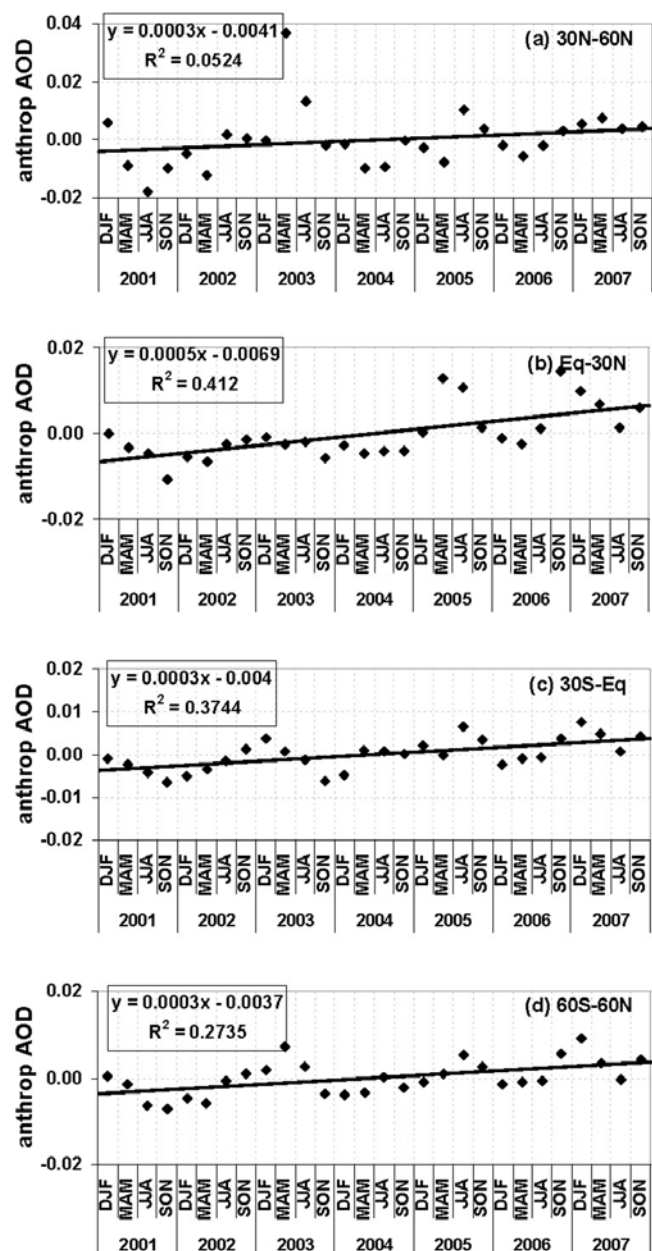 0.04
y = 0.0003x - 0.0041
R² = 0.0524
(a) 30N-60N
0.02
0.00
-0.02
anthrop AOD
DJF MAM JJA SON DJF MAM JJA SON DJF MAM JJA SON DJF MAM JJA SON DJF MAM JJA SON DJF MAM JJA SON DJF MAM JJA SON
2001 2002 2003 2004 2005 2006 2007
0.02
y = 0.0005x - 0.0069
R² = 0.412
(b) Eq-30N
0.00
-0.02
anthrop AOD
DJF MAM JJA SON DJF MAM JJA SON DJF MAM JJA SON DJF MAM JJA SON DJF MAM JJA SON DJF MAM JJA SON DJF MAM JJA SON
2001 2002 2003 2004 2005 2006 2007
0.02
y = 0.0003x - 0.004
R² = 0.3744
(c) 30S-Eq
0.01
0.00
-0.01
-0.02
anthrop AOD
DJF MAM JJA SON DJF MAM JJA SON DJF MAM JJA SON DJF MAM JJA SON DJF MAM JJA SON DJF MAM JJA SON DJF MAM JJA SON
2001 2002 2003 2004 2005 2006 2007
0.02
y = 0.0003x - 0.0037
R² = 0.2735
(d) 60S-60N
0.00
-0.02
anthrop AOD
DJF MAM JJA SON DJF MAM JJA SON DJF MAM JJA SON DJF MAM JJA SON DJF MAM JJA SON DJF MAM JJA SON DJF MAM JJA SON
2001 2002 2003 2004 2005 2006 2007